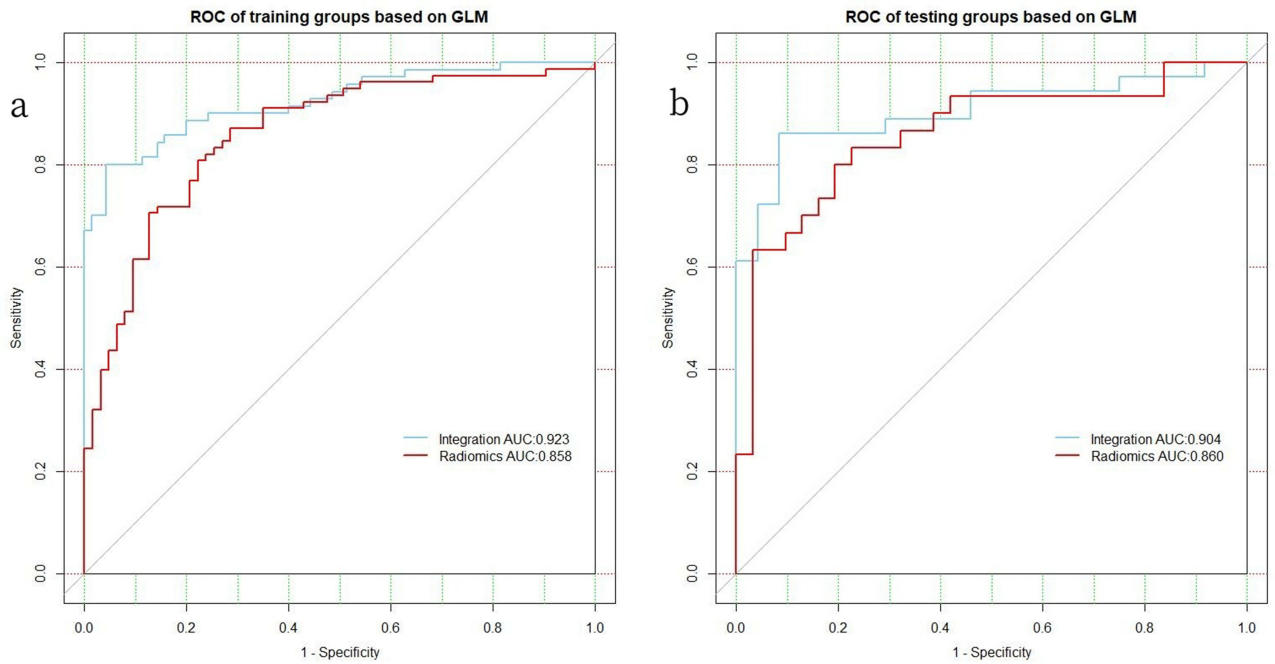 ROC of training groups based on GLM
a
1.0
0.8
0.6
0.4
0.2
0.0
Sensitivity
Integration AUC:0.923
Radiomics AUC:0.858
0.0 0.2 0.4 0.6 0.8 1.0
1 - Specificity
ROC of testing groups based on GLM
b
1.0
0.8
0.6
0.4
0.2
0.0
Sensitivity
Integration AUC:0.904
Radiomics AUC:0.860
0.0 0.2 0.4 0.6 0.8 1.0
1 - Specificity